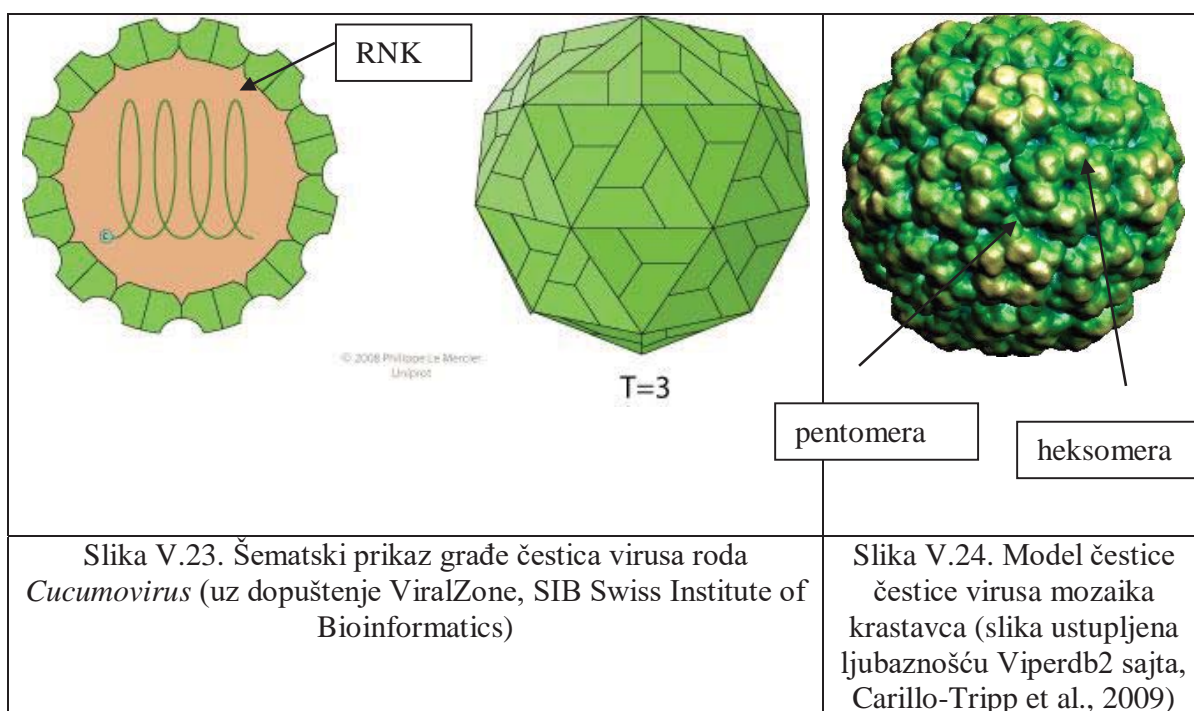 RNK
©
© 2008 Philippe Le Mercier
Uniprot
T=3
pentomera
heksomera
Slika V.23. Šematski prikaz građe čestica virusa roda
Cucumovirus (uz dopuštenje ViralZone, SIB Swiss Institute of
Bioinformatics)
Slika V.24. Model čestice
čestice virusa mozaika
krastavca (slika ustupljena
ljubaznošću Viperdb2 sajta,
Carillo-Tripp et al., 2009)